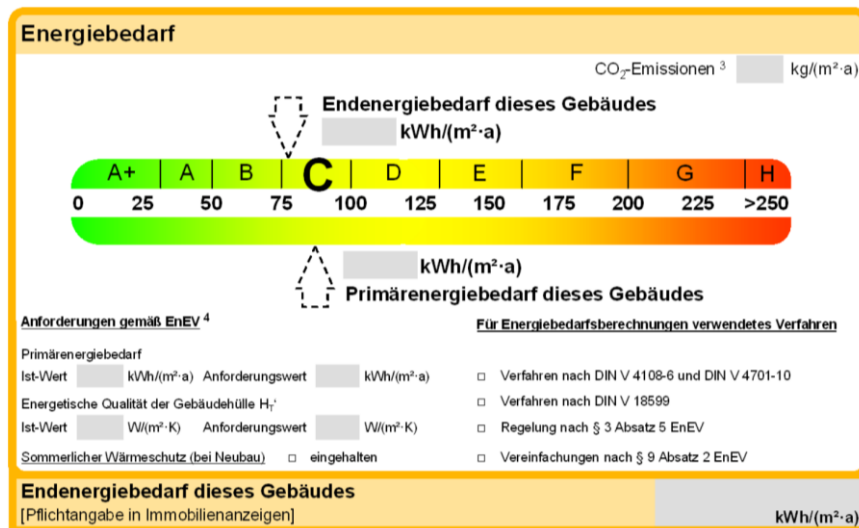 Energiebedarf
CO₂-Emissionen ³ kg/(m²·a)
Endenergiebedarf dieses Gebäudes
kWh/(m²·a)
A+ A B C D E F G H
0 25 50 75 100 125 150 175 200 225 >250
kWh/(m²·a)
Primärenergiebedarf dieses Gebäudes
Anforderungen gemäß EnEV ⁴
Primärenergiebedarf
Ist-Wert kWh/(m²·a) Anforderungswert kWh/(m²·a)
Energetische Qualität der Gebäudehülle H_T'
Ist-Wert W/(m²·K) Anforderungswert W/(m²·K)
Sommerlicher Wärmeschutz (bei Neubau) □ eingehalten
Für Energiebedarfsberechnungen verwendetes Verfahren
□ Verfahren nach DIN V 4108-6 und DIN V 4701-10
□ Verfahren nach DIN V 18599
□ Regelung nach § 3 Absatz 5 EnEV
□ Vereinfachungen nach § 9 Absatz 2 EnEV
Endenergiebedarf dieses Gebäudes
[Pflichtangabe in Immobilienanzeigen]
kWh/(m²·a)